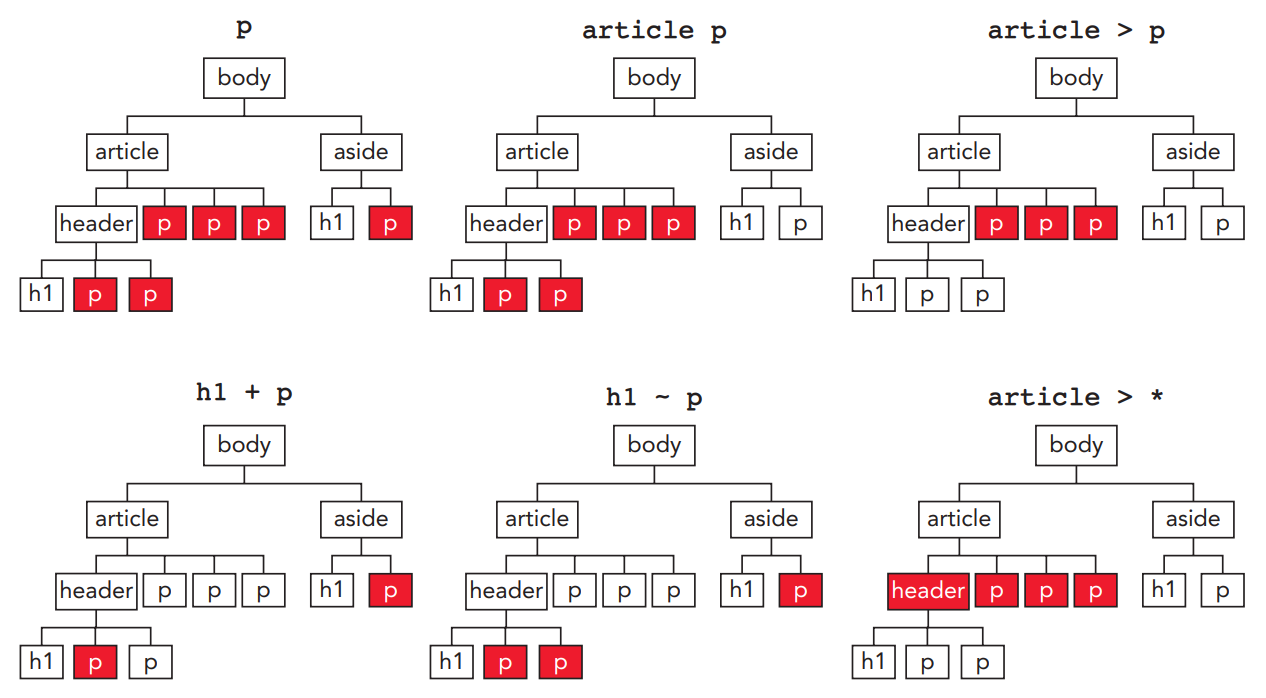 p
body
article aside
header p p p h1 p
h1 p p
article p
body
article aside
header p p p h1 p
h1 p p
article > p
body
article aside
header p p p h1 p
h1 p p
h1 + p
body
article aside
header p p p h1 p
h1 p p
h1 ~ p
body
article aside
header p p p h1 p
h1 p p
article > *
body
article aside
header p p p h1 p
h1 p p